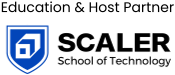 Education & Host Partner
SCALER
School of Technology